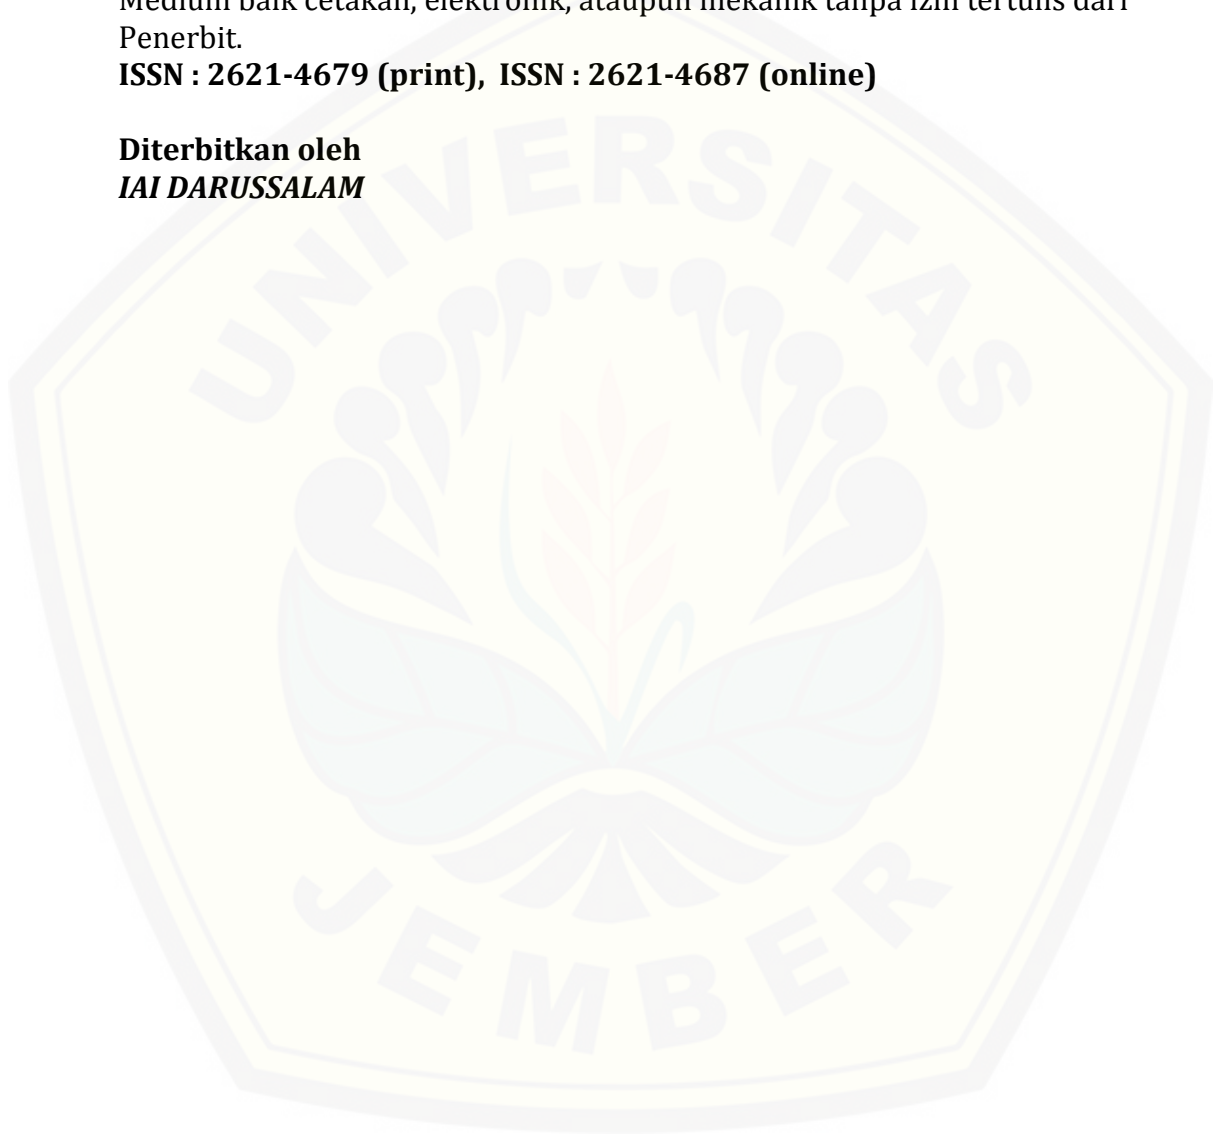 Medium baik cetakan, elektronik, ataupun mekanik tanpa izin tertulis dari
Penerbit.
ISSN : 2621-4679 (print), ISSN : 2621-4687 (online)
Diterbitkan oleh
IAI DARUSSALAM
UNIVERSITAS
JEMBER